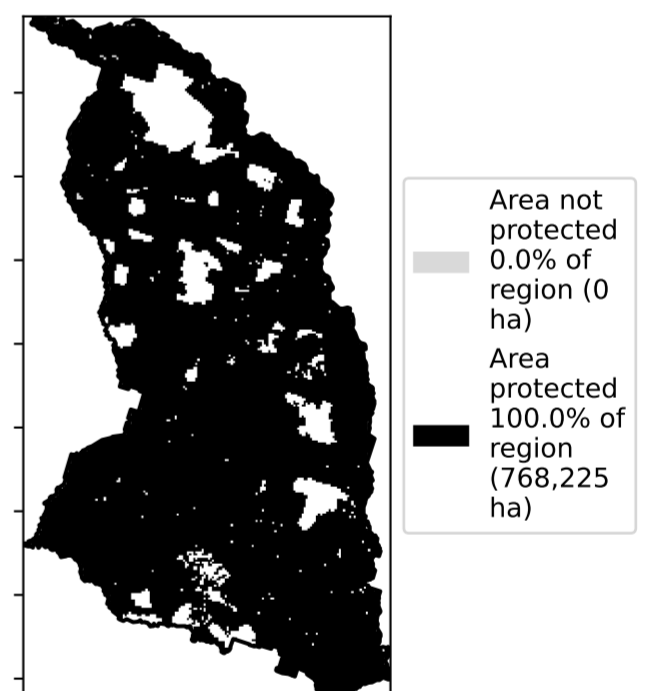 Area not
protected
0.0% of
region (0
ha)
Area
protected
100.0% of
region
(768,225
ha)